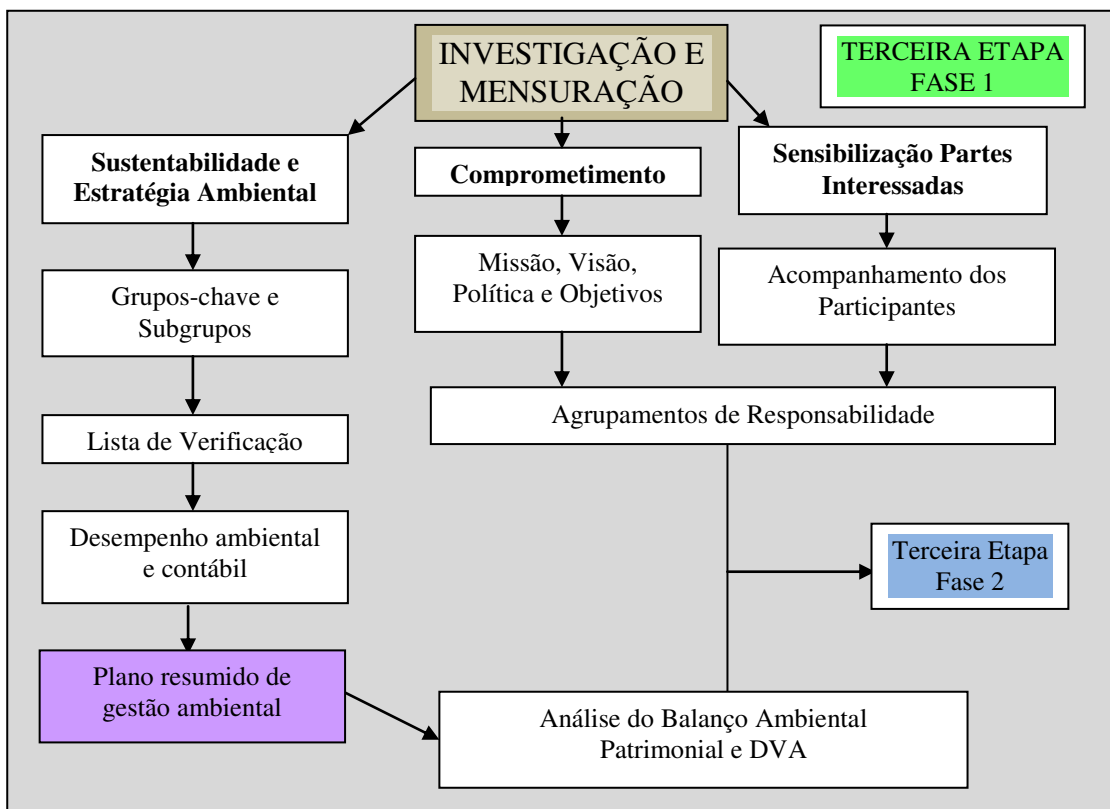 INVESTIGAÇÃO E
MENSURAÇÃO
TERCEIRA ETAPA
FASE 1
Sustentabilidade e
Estratégia Ambiental
Comprometimento
Sensibilização Partes
Interessadas
Grupos-chave e
Subgrupos
Missão, Visão,
Política e Objetivos
Acompanhamento dos
Participantes
Lista de Verificação
Agrupamentos de Responsabilidade
Desempenho ambiental
e contábil
Terceira Etapa
Fase 2
Plano resumido de
gestão ambiental
Análise do Balanço Ambiental
Patrimonial e DVA